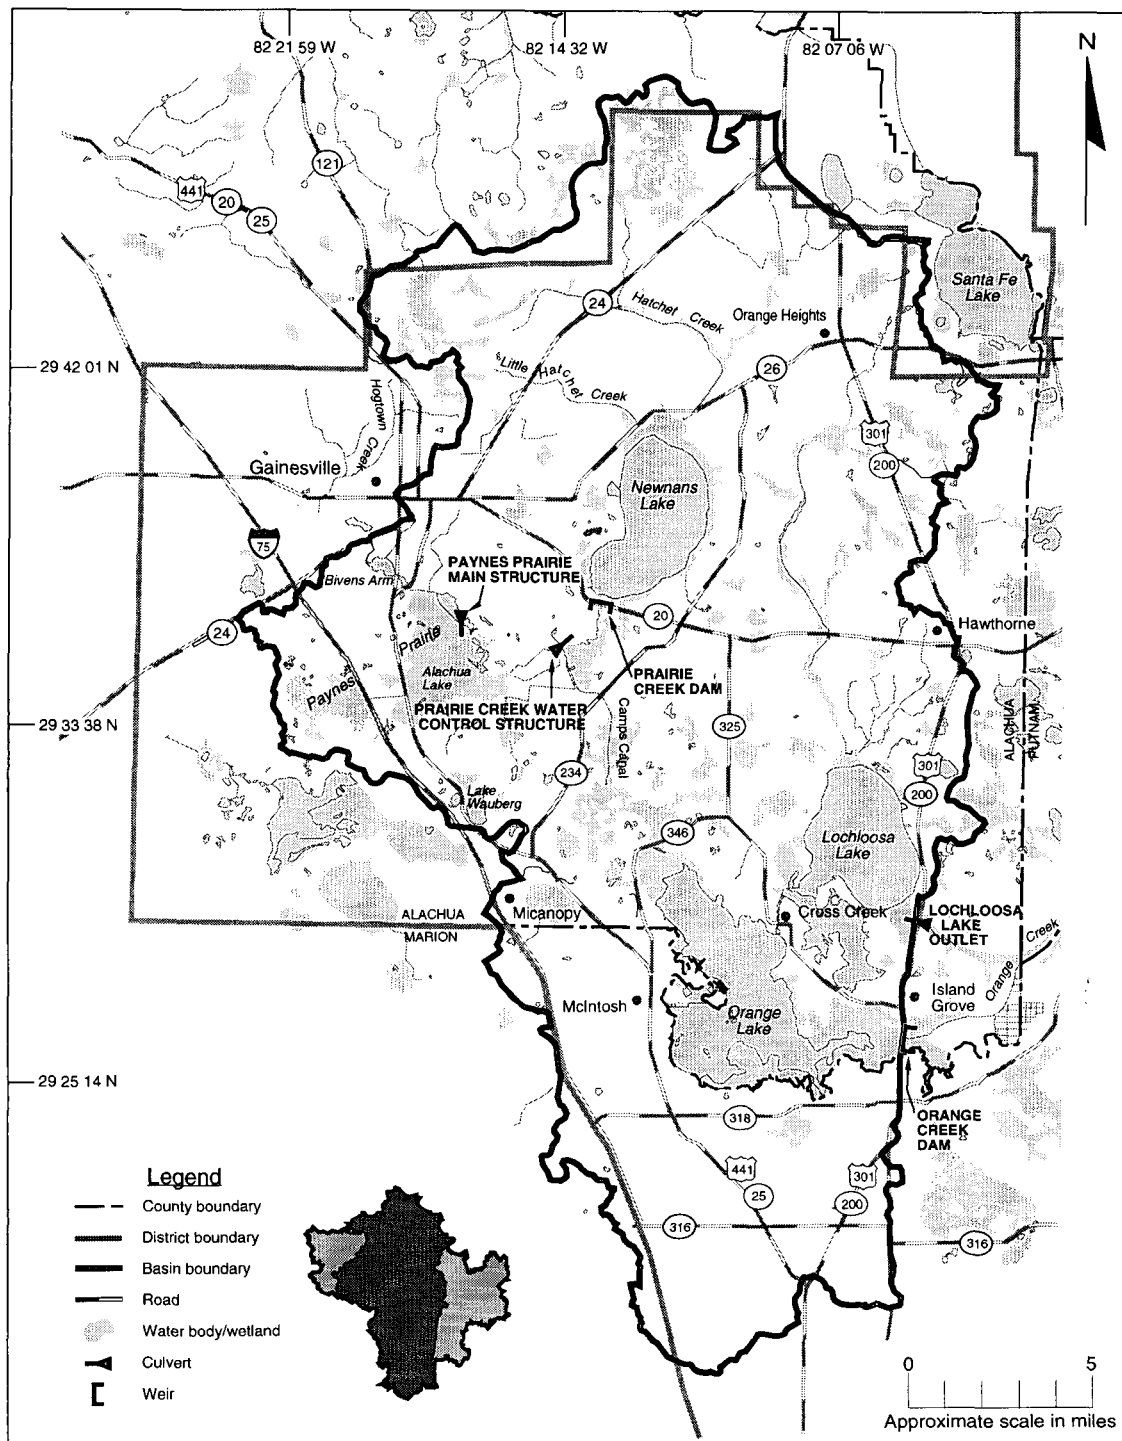 82 21 59 W
82 14 32 W
82 07 06 W
N
121
441
20
25
Santa Fe
Lake
24
Hatchet Creek
Orange Heights
29 42 01 N
Little Hatchet Creek
26
Hogtown
Creek
301
200
Gainesville
Newnans
Lake
75
PAYNES PRAIRIE
MAIN STRUCTURE
Bivens Arm
20
24
Hawthorne
Prairie
Alachua
Lake
PRAIRIE
CREEK DAM
Paynes
PRAIRIE CREEK WATER
CONTROL STRUCTURE
Camps Canal
29 33 38 N
325
ALACHUA
PUTNAM
234
301
200
Lake
Wauberg
346
Lochloosa
Lake
Micanopy
Cross Creek
LOCHLOOSA
LAKE
OUTLET
ALACHUA
MARION
Orange Creek
Island
Grove
McIntosh
Orange
Lake
29 25 14 N
318
ORANGE
CREEK
DAM
441
301
25
200
316
316
Legend
County boundary
District boundary
Basin boundary
Road
Water body/wetland
Culvert
Weir
0
5
Approximate scale in miles